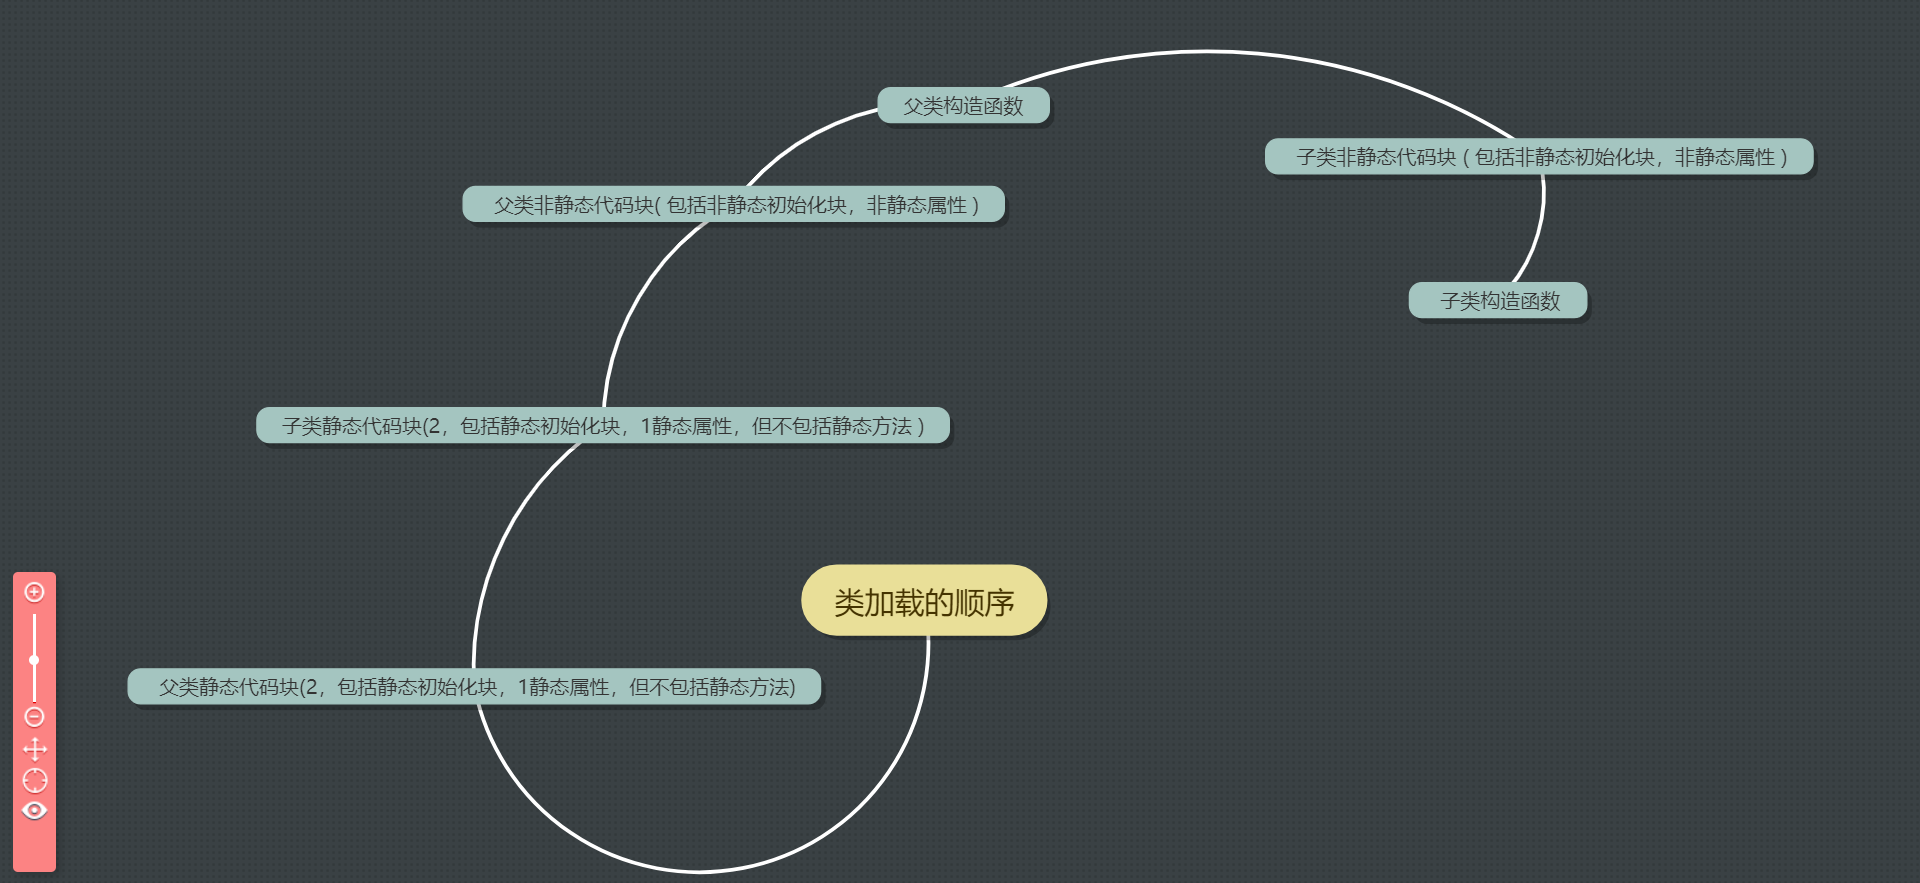 父类构造函数
子类非静态代码块 ( 包括非静态初始化块，非静态属性 )
父类非静态代码块( 包括非静态初始化块，非静态属性 )
子类构造函数
子类静态代码块(2，包括静态初始化块，1静态属性，但不包括静态方法 )
类加载的顺序
父类静态代码块(2，包括静态初始化块，1静态属性，但不包括静态方法)